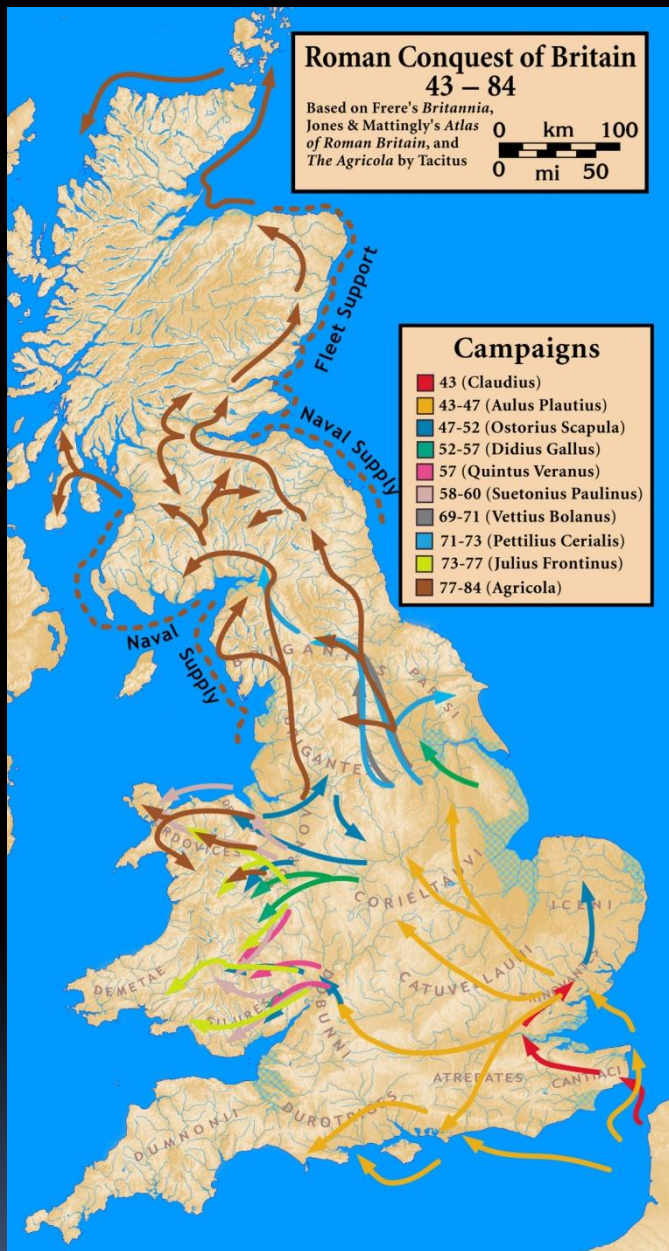 Roman Conquest of Britain
43 – 84
Based on Frere's Britannia,
Jones & Mattingly's Atlas
of Roman Britain, and
The Agricola by Tacitus
0 km 100
0 mi 50
Fleet Support
Naval Supply
Campaigns
43 (Claudius)
43-47 (Aulus Plautius)
47-52 (Ostorius Scapula)
52-57 (Didius Gallus)
57 (Quintus Veranus)
58-60 (Suetonius Paulinus)
69-71 (Vettius Bolanus)
71-73 (Pettilius Cerialis)
73-77 (Julius Frontinus)
77-84 (Agricola)
Naval
Supply
PARISI
CORIELTAUVI
ICENI
CATUVELLAUNI
DEMETAE
SILURES
ATREBATES
CANTIACI
DUROTRIGES
DUMNONII